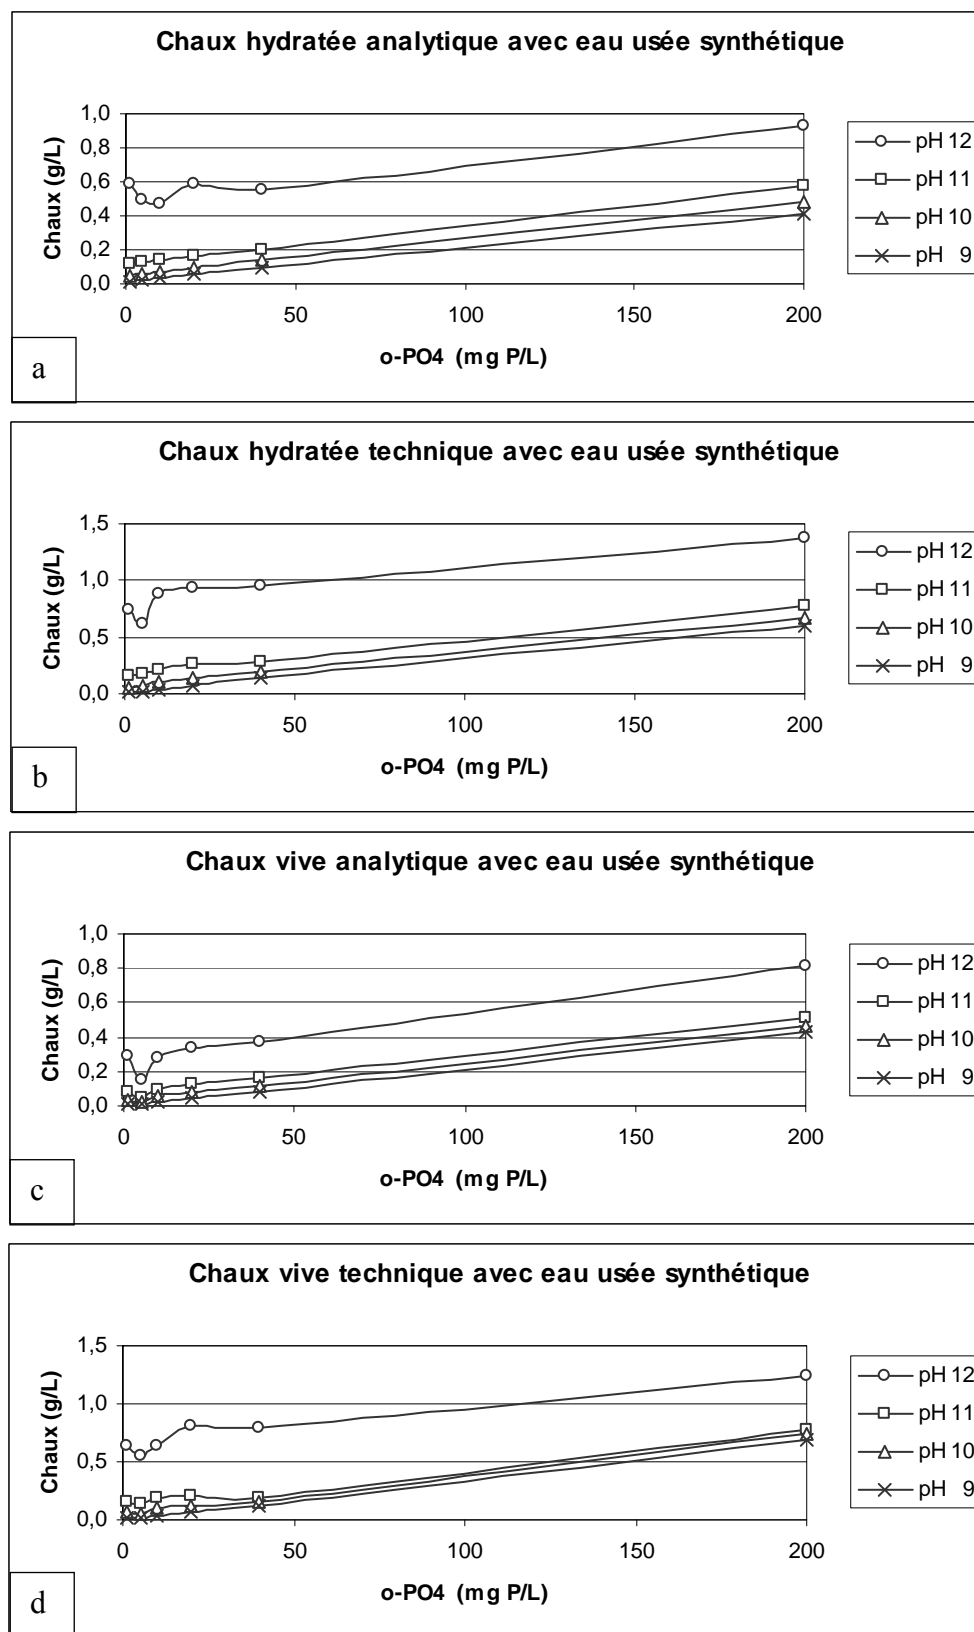 Chaux hydratée analytique avec eau usée synthétique
Chaux (g/L)
1,0
0,8
0,6
0,4
0,2
0,0
0
50
100
150
200
o-PO4 (mg P/L)
pH 12
pH 11
pH 10
pH 9
a
Chaux hydratée technique avec eau usée synthétique
Chaux (g/L)
1,5
1,0
0,5
0,0
0
50
100
150
200
o-PO4 (mg P/L)
pH 12
pH 11
pH 10
pH 9
b
Chaux vive analytique avec eau usée synthétique
Chaux (g/L)
1,0
0,8
0,6
0,4
0,2
0,0
0
50
100
150
200
o-PO4 (mg P/L)
pH 12
pH 11
pH 10
pH 9
c
Chaux vive technique avec eau usée synthétique
Chaux (g/L)
1,5
1,0
0,5
0,0
0
50
100
150
200
o-PO4 (mg P/L)
pH 12
pH 11
pH 10
pH 9
d